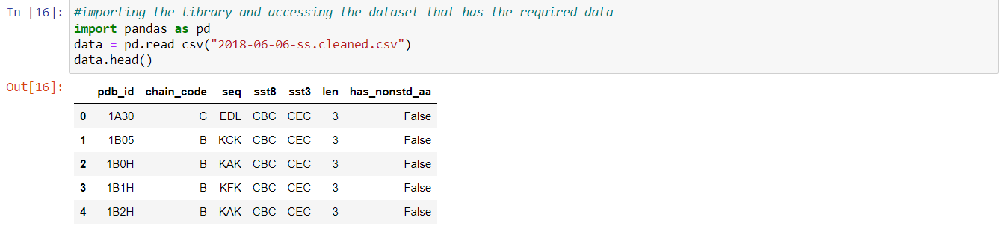 In [16]: #importing the library and accessing the dataset that has the required data
import pandas as pd
data = pd.read_csv("2018-06-06-ss.cleaned.csv")
data.head()
Out[16]:
pdb_id chain_code seq sst8 sst3 len has_nonstd_aa
0 1A30 C EDL CBC CEC 3 False
1 1B05 B KCK CBC CEC 3 False
2 1B0H B KAK CBC CEC 3 False
3 1B1H B KFK CBC CEC 3 False
4 1B2H B KAK CBC CEC 3 False